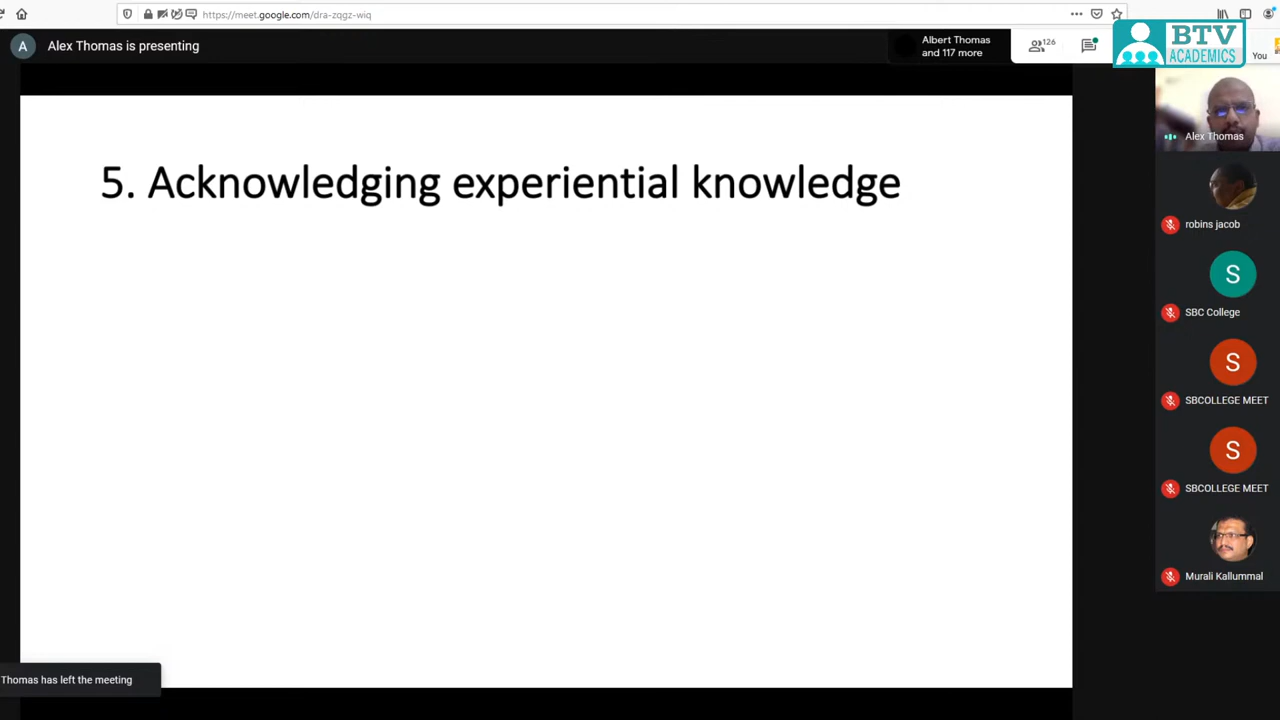 https://meet.google.com/dra-zqgz-wiq
A
Alex Thomas is presenting
Albert Thomas
and 117 more
126
BTV
ACADEMICS
You
5. Acknowledging experiential knowledge
Alex Thomas
robins jacob
S
SBC College
S
SBCOLLEGE MEET
S
SBCOLLEGE MEET
Murali Kallummal
Thomas has left the meeting